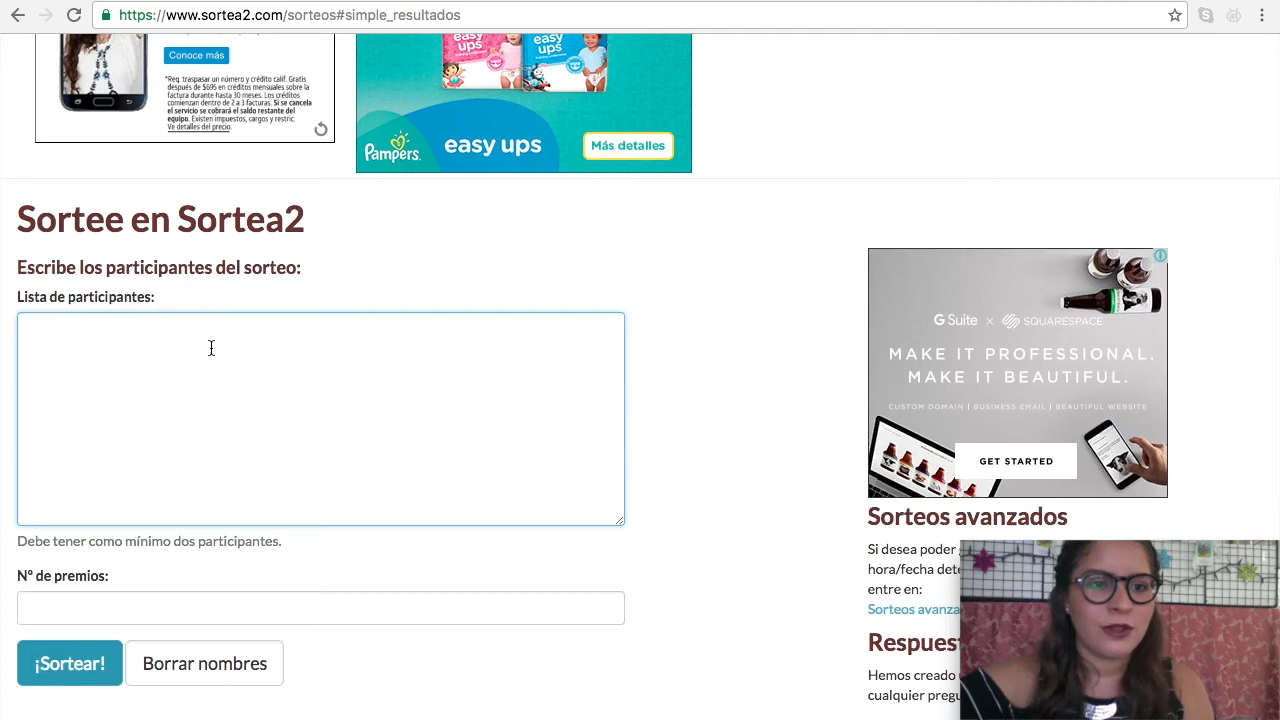 https://www.sortea2.com/sorteos#simple_resultados
Conoce más
*Req. traspasar un número y crédito calif. Gratis
después de $695 en créditos mensuales sobre la
factura durante hasta 30 meses. Los créditos
comienzan dentro de 2 a 3 facturas. Si se cancela
el servicio se cobrará el saldo restante del
equipo. Existen impuestos, cargos y restric.
Ve detalles del precio.
easy ups
easy ups
Pampers.
easy ups
Más detalles
Sortee en Sortea2
Escribe los participantes del sorteo:
Lista de participantes:
Debe tener como mínimo dos participantes.
Nº de premios:
¡Sortear!
Borrar nombres
G Suite × SQUARESPACE
MAKE IT PROFESSIONAL.
MAKE IT BEAUTIFUL.
CUSTOM DOMAIN | BUSINESS EMAIL | BEAUTIFUL WEBSITE
GET STARTED
Sorteos avanzados
Si desea poder
hora/fecha dete
entre en:
Sorteos avanza
Respues
Hemos creado
cualquier pregu